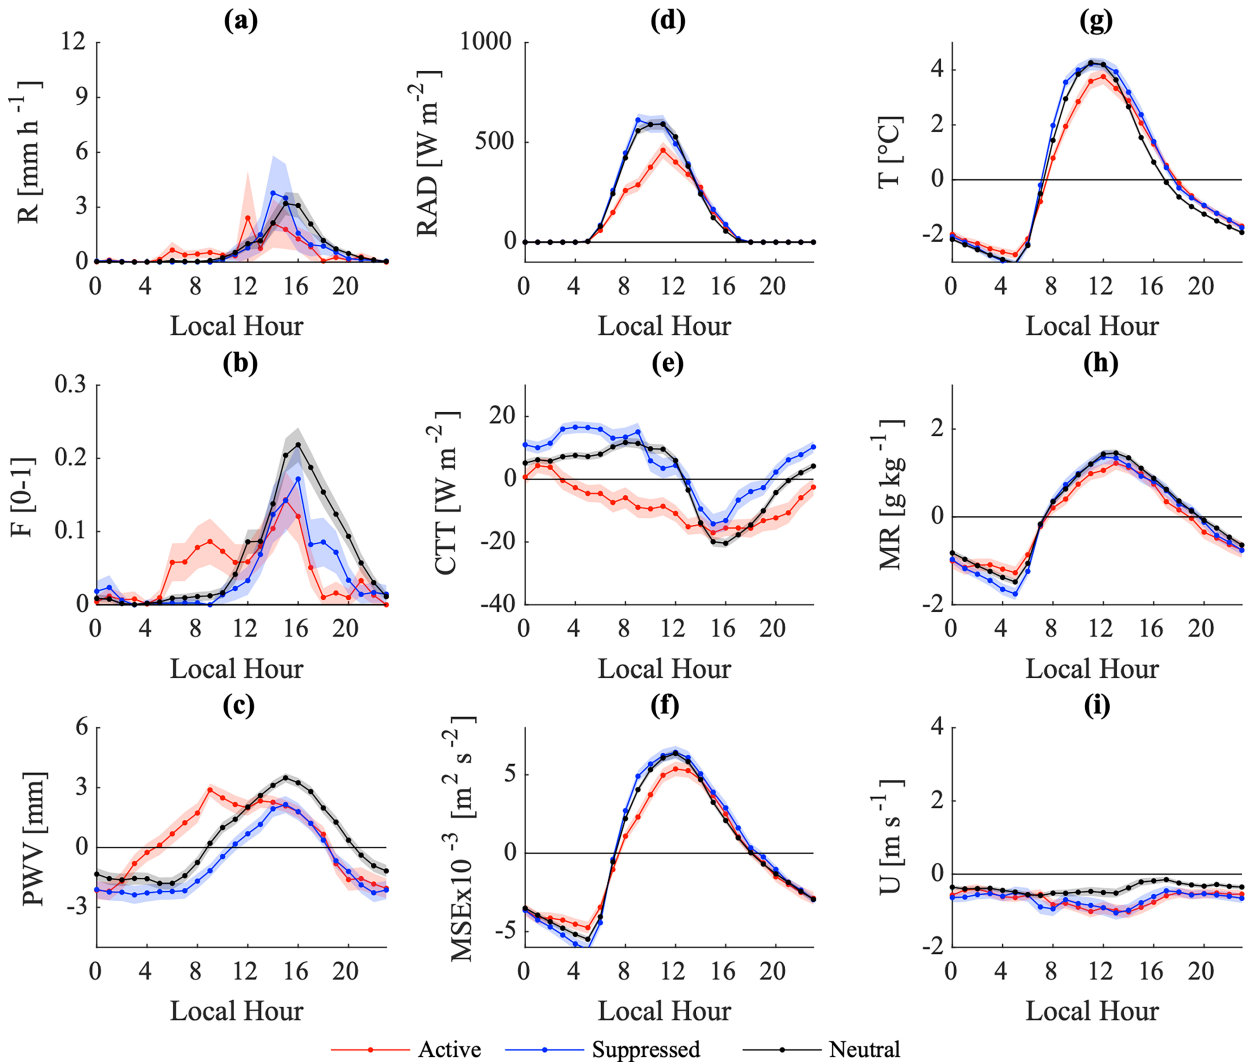 (a)
12
9
6
3
0
R [mm h -1]
0 4 8 12 16 20
Local Hour
(d)
1000
500
0
RAD [W m-2]
0 4 8 12 16 20
Local Hour
(g)
4
2
0
-2
T [°C]
0 4 8 12 16 20
Local Hour
(b)
0.3
0.2
0.1
0
F [0-1]
0 4 8 12 16 20
Local Hour
(e)
20
0
-20
-40
CTT [W m-2]
0 4 8 12 16 20
Local Hour
(h)
2
0
-2
MR [g kg-1]
0 4 8 12 16 20
Local Hour
(c)
6
3
0
-3
PWV [mm]
0 4 8 12 16 20
Local Hour
(f)
5
0
-5
MSEx10-3 [m2 s-2]
0 4 8 12 16 20
Local Hour
(i)
4
2
0
-2
U [m s-1]
0 4 8 12 16 20
Local Hour
Active Suppressed Neutral